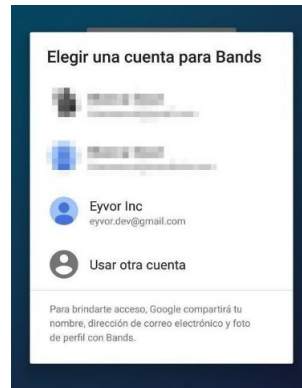 Elegir una cuenta para Bands
Eyvor Inc
eyvor.dev@gmail.com
Usar otra cuenta
Para brindarte acceso, Google compartirá tu
nombre, dirección de correo electrónico y foto
de perfil con Bands.